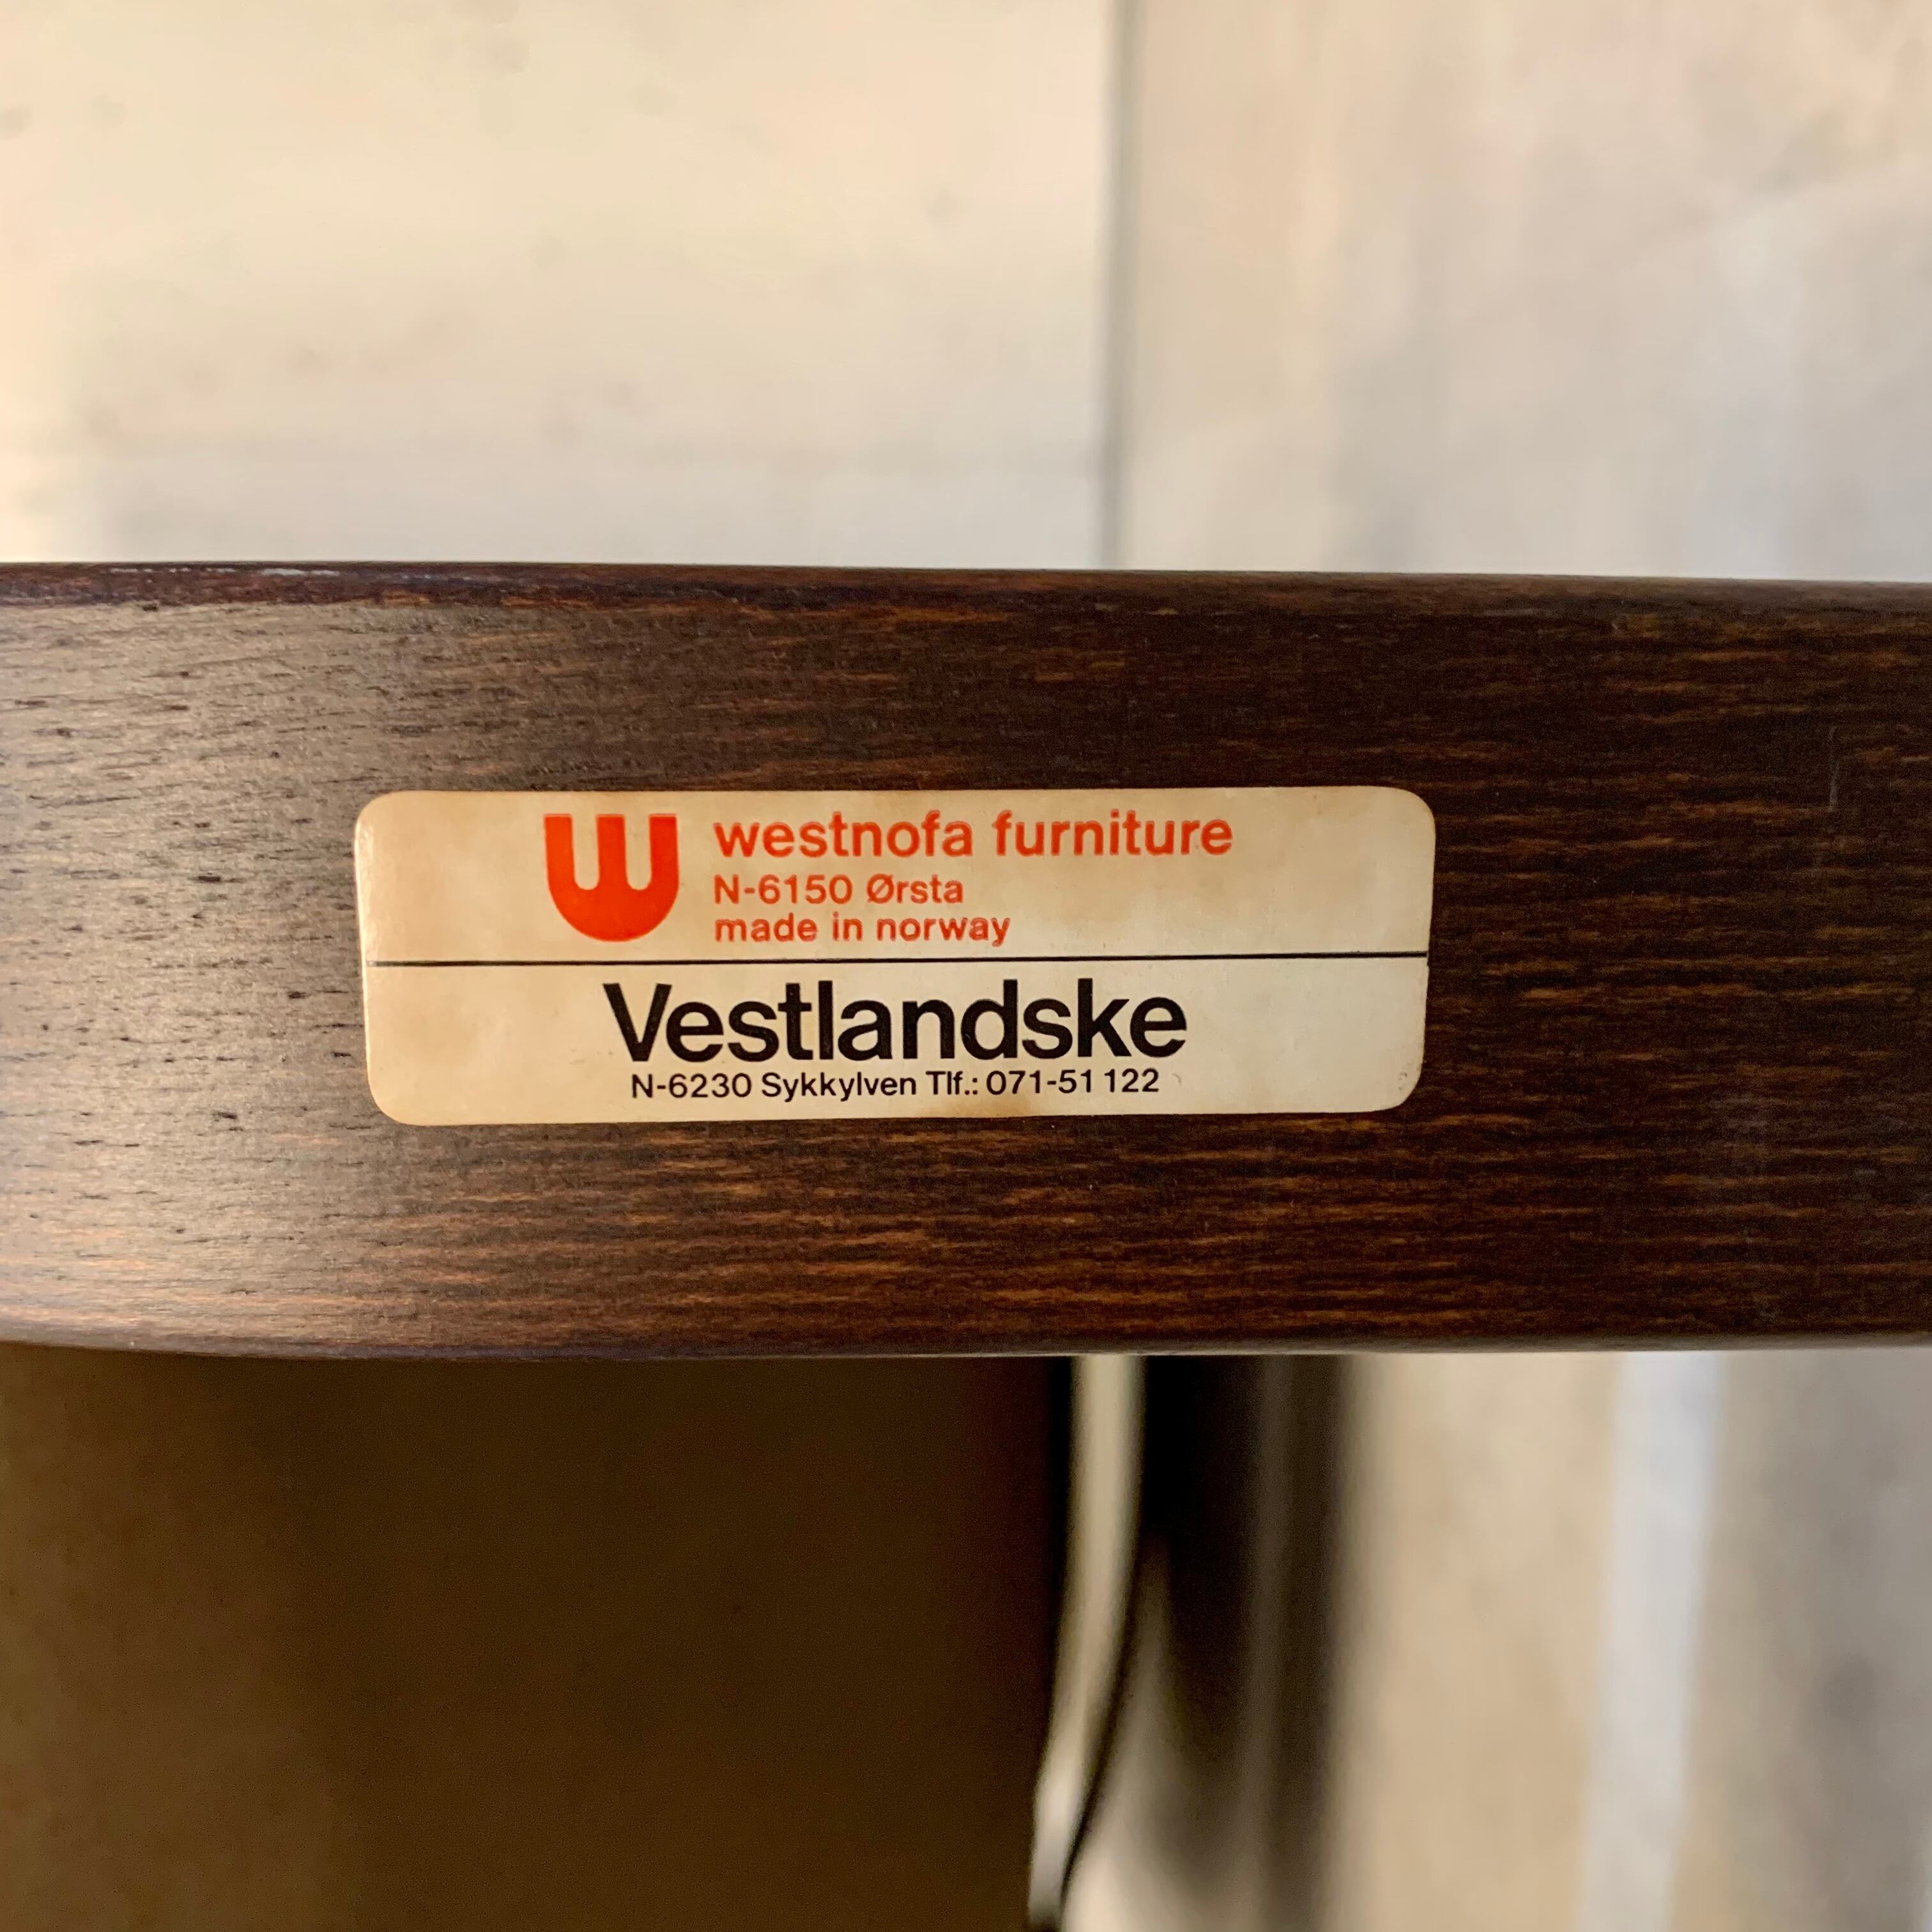 westnofa furniture
N-6150 Ørsta
made in norway
Vestlandske
N-6230 Sykkylven Tlf.: 071-51 122